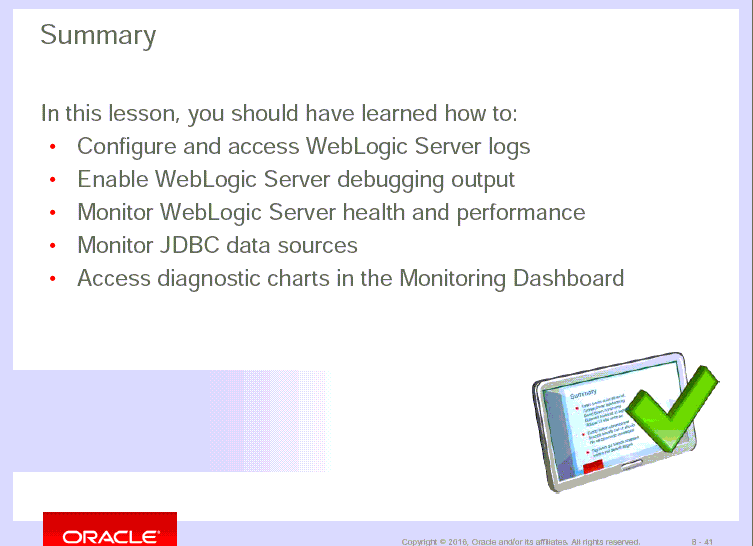 Summary
In this lesson, you should have learned how to:
• Configure and access WebLogic Server logs
• Enable WebLogic Server debugging output
• Monitor WebLogic Server health and performance
• Monitor JDBC data sources
• Access diagnostic charts in the Monitoring Dashboard
Summary
ORACLE
Copyright © 2016, Oracle and/or its affiliates. All rights reserved.
8 - 41